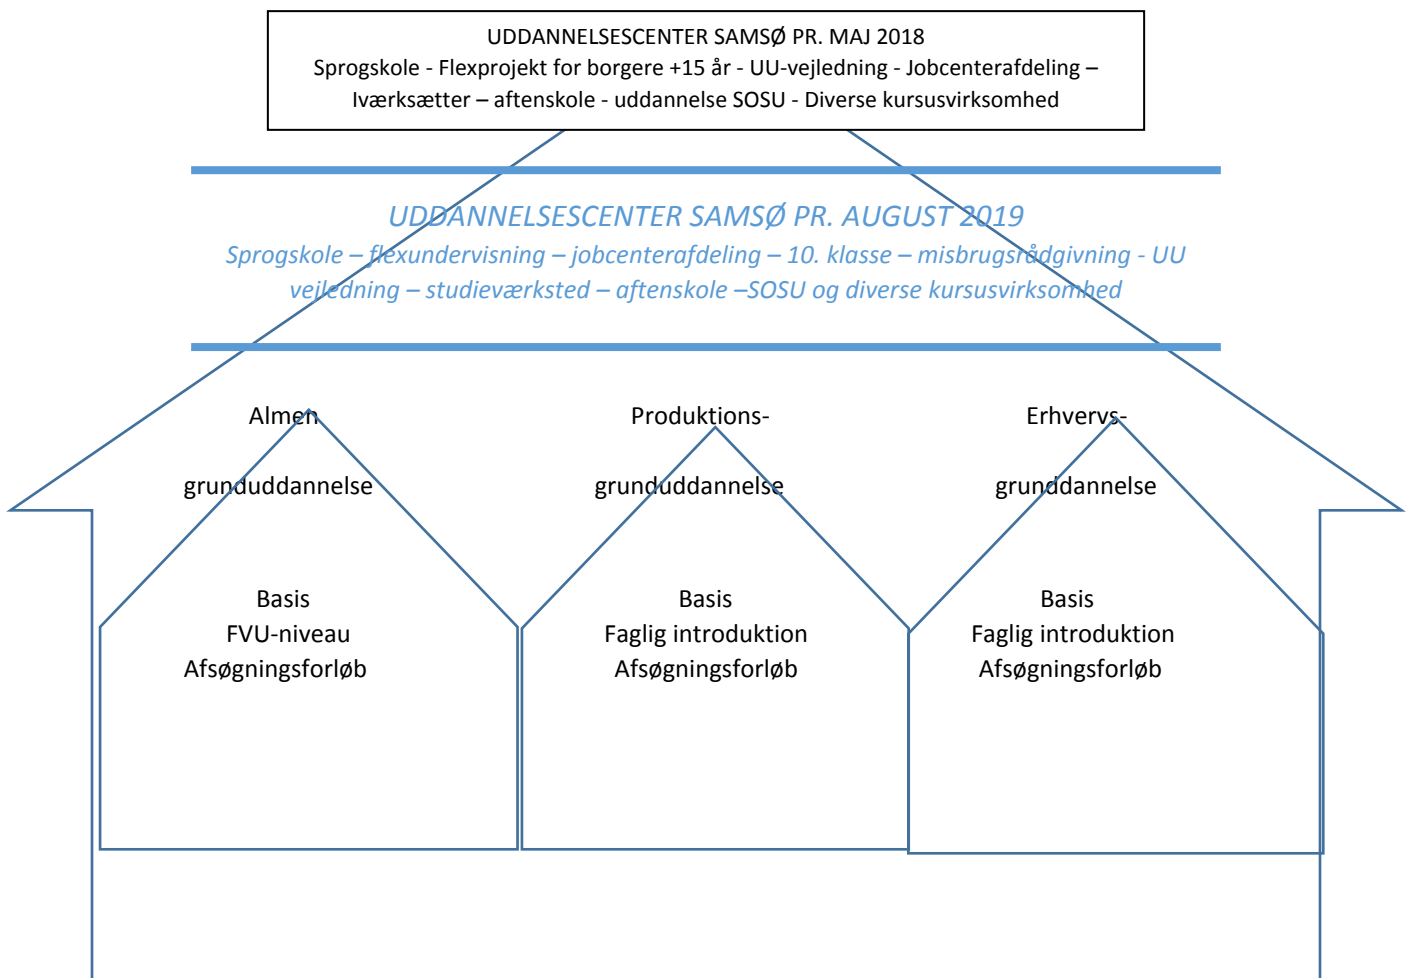 UDDANNELSESCENTER SAMSØ PR. MAJ 2018
Sprogskole - Flexprojekt for borgere +15 år - UU-vejledning - Jobcenterafdeling –
Iværksætter – aftenskole - uddannelse SOSU - Diverse kursusvirksomhed
UDDANNELSESCENTER SAMSØ PR. AUGUST 2019
Sprogskole – flexundervisning – jobcenterafdeling – 10. klasse – misbrugsrådgivning - UU
vejledning – studieværksted – aftenskole –SOSU og diverse kursusvirksomhed
Almen
grunduddannelse
Basis
FVU-niveau
Afsøgningsforløb
Produktions-
grunduddannelse
Basis
Faglig introduktion
Afsøgningsforløb
Erhvervs-
grunddannelse
Basis
Faglig introduktion
Afsøgningsforløb